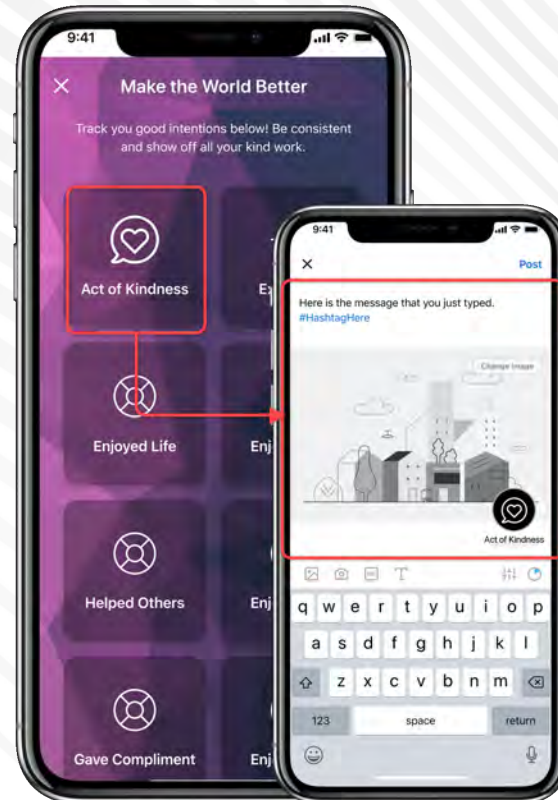 9:41
Make the World Better
Track you good intentions below! Be consistent
and show off all your kind work.
Act of Kindness
Enjoyed Life
Helped Others
Gave Compliment
9:41
Post
Here is the message that you just typed.
#HashtagHere
Change Image
Act of Kindness
q w e r t y u i o p
a s d f g h j k l
z x c v b n m
123 space return